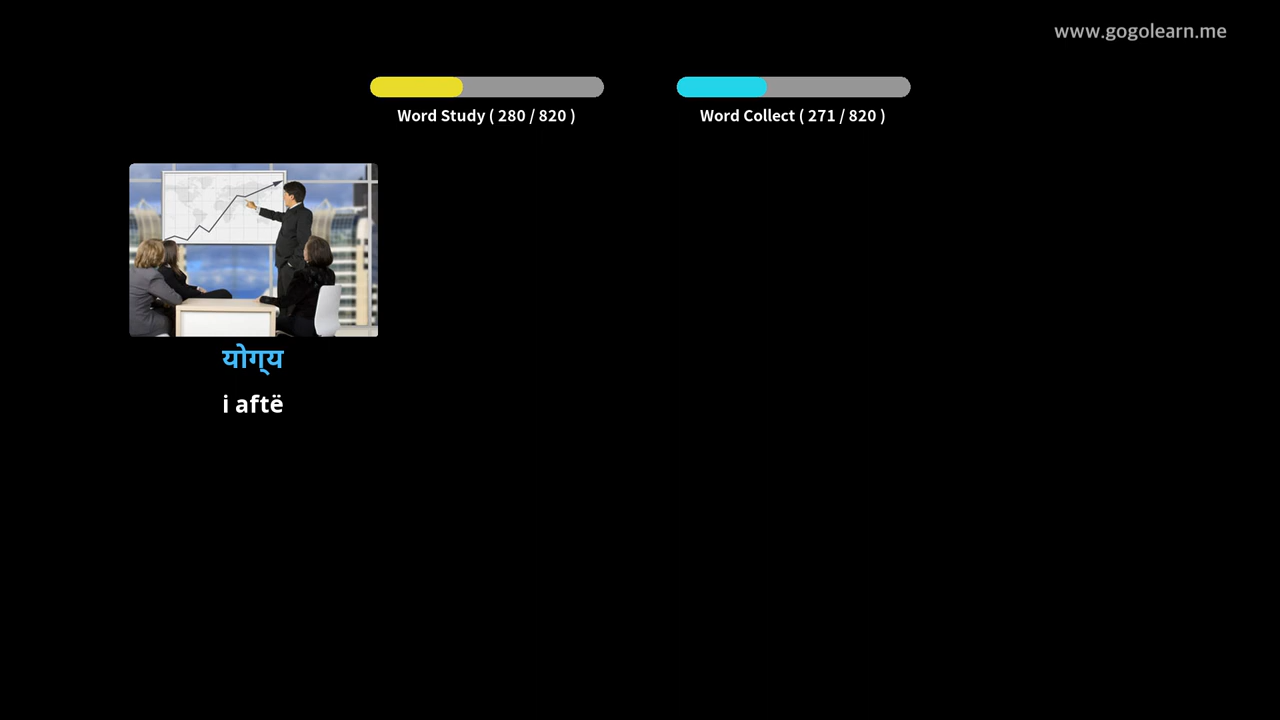 www.gogolearn.me
Word Study ( 280 / 820 )
Word Collect ( 271 / 820 )
योग्‌य
i aftë